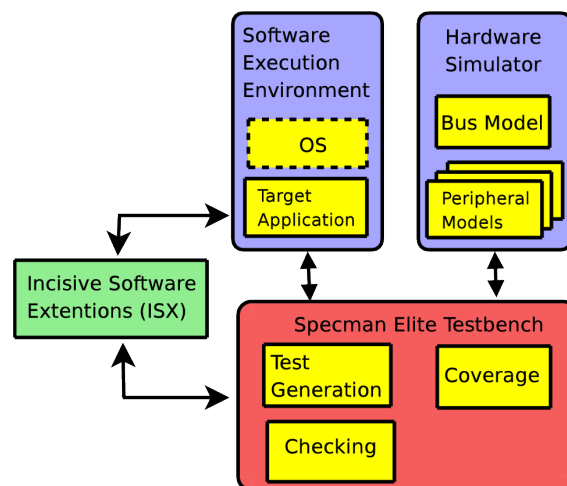 Software
Execution
Environment
OS
Target
Application
Hardware
Simulator
Bus Model
Peripheral
Models
Incisive Software
Extentions (ISX)
Specman Elite Testbench
Test
Generation
Coverage
Checking